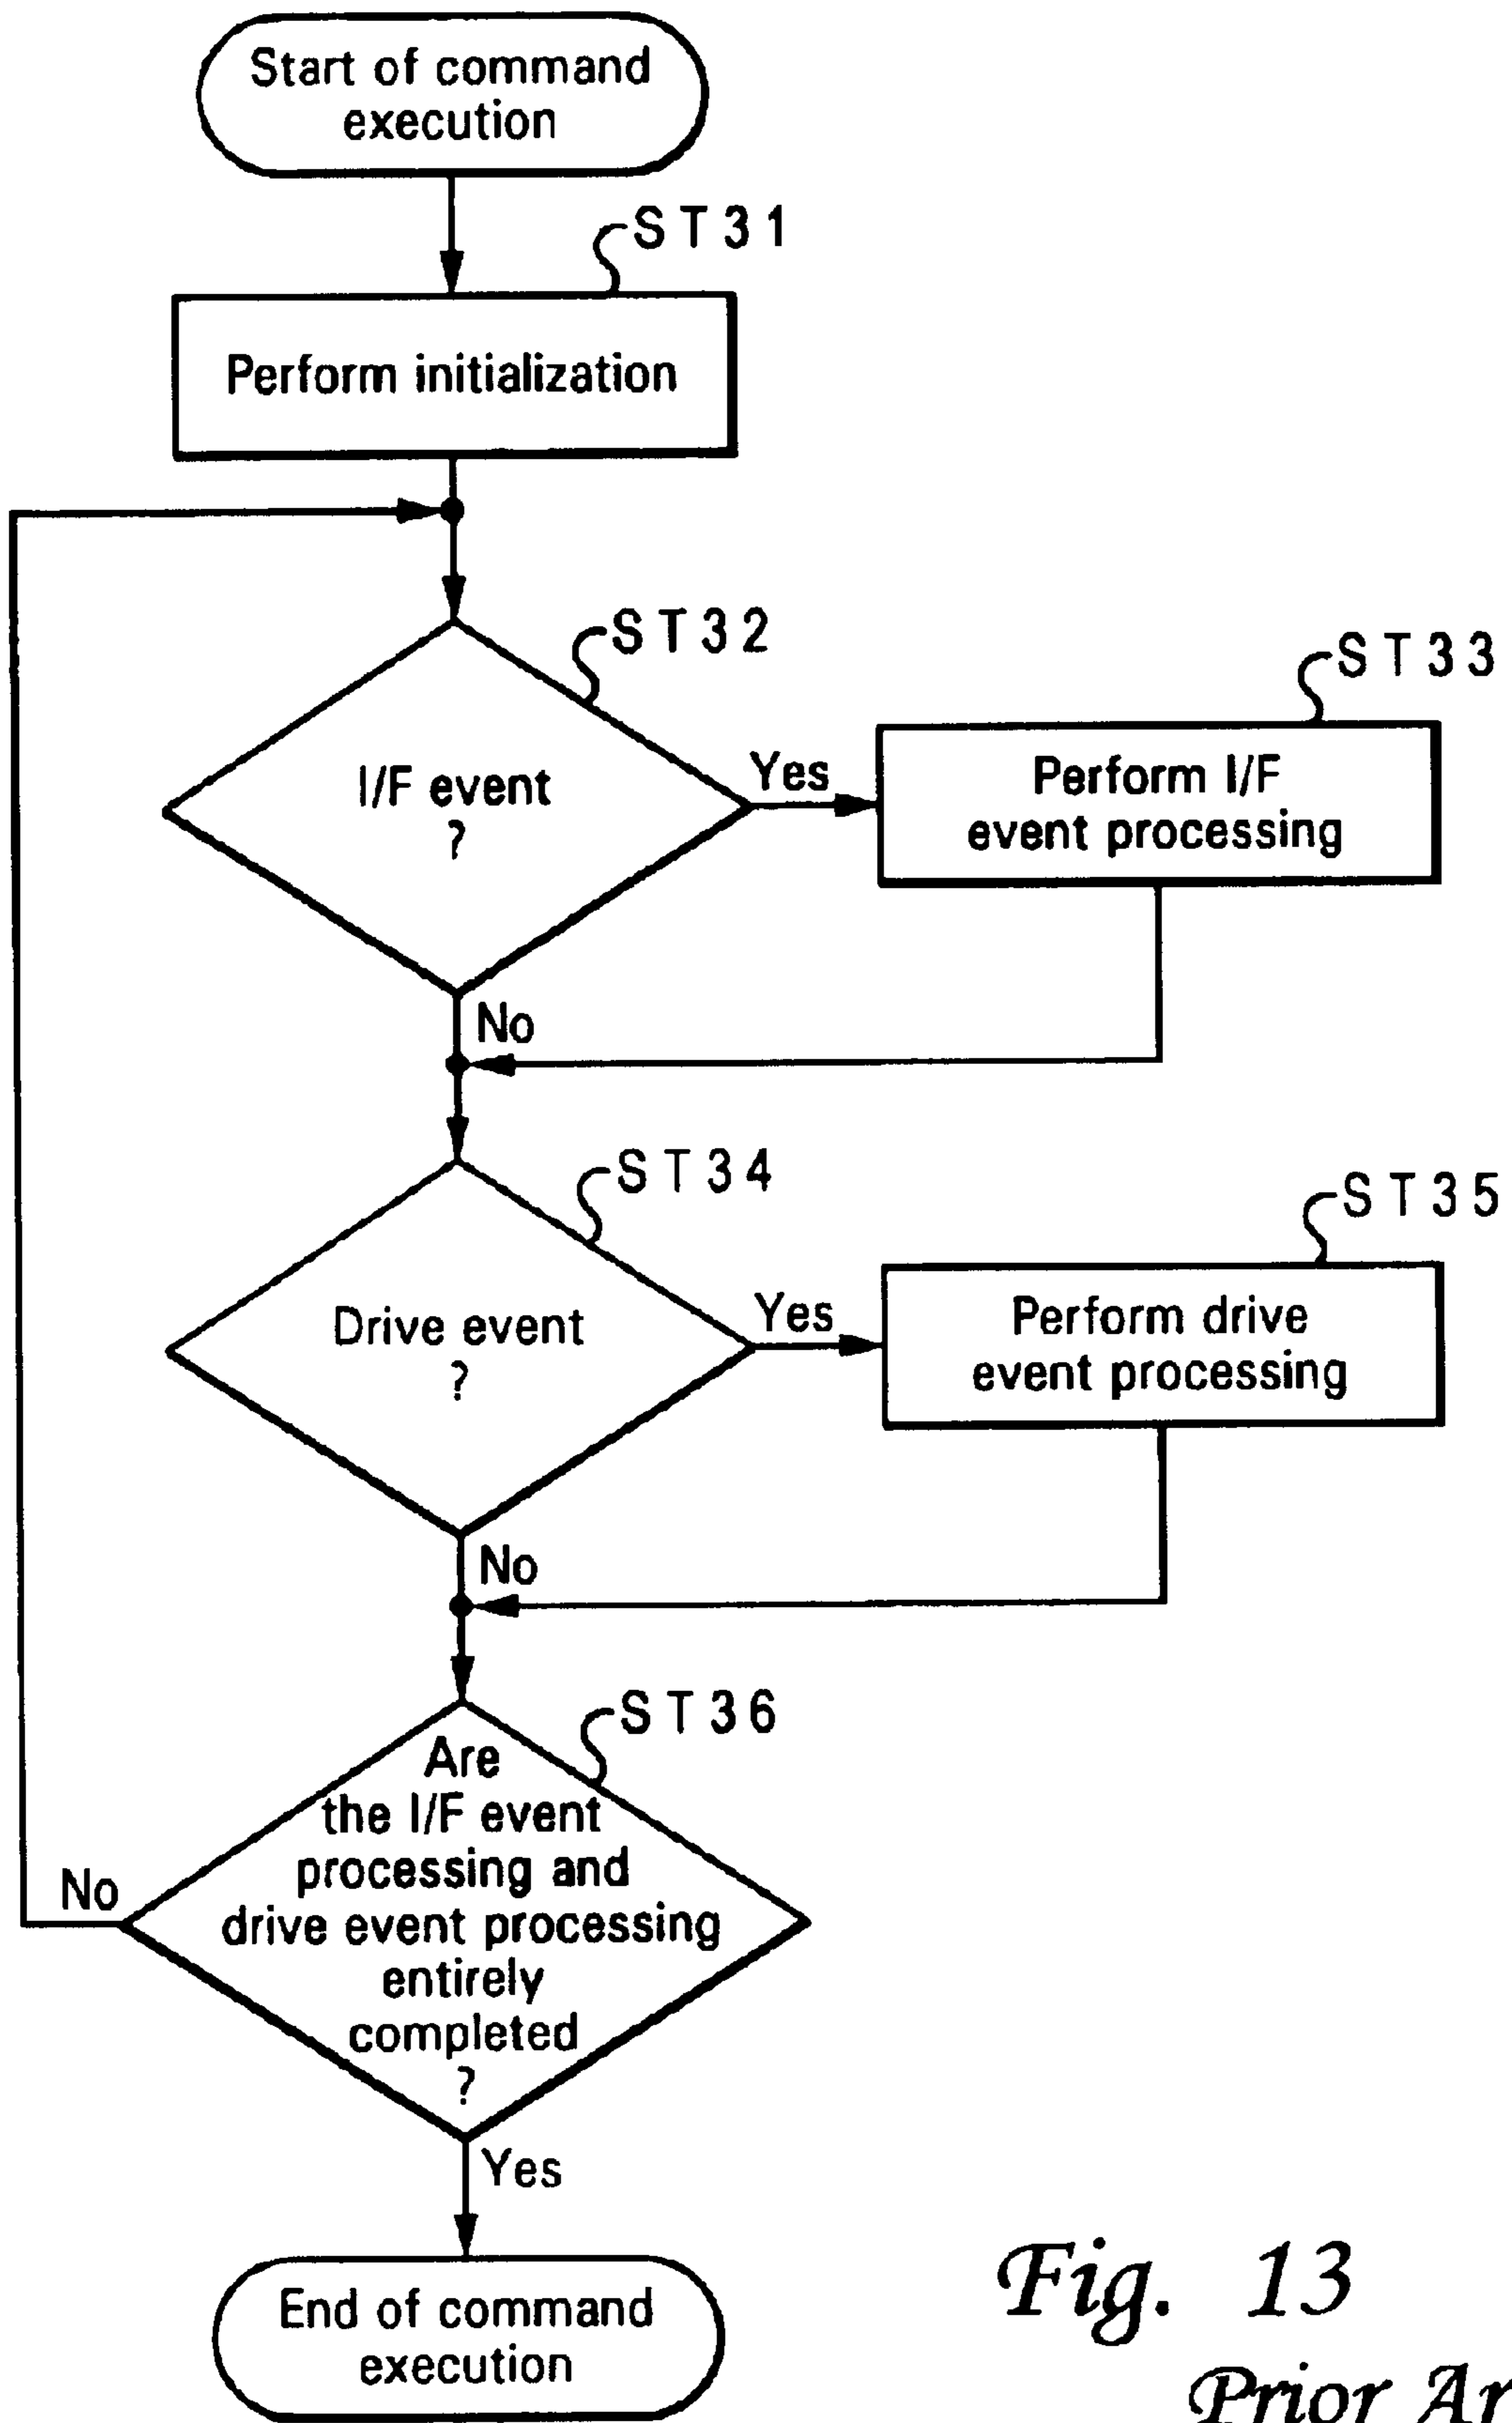 Start of command
execution
ST31
Perform initialization
ST32
I/F event
?
Yes
ST33
Perform I/F
event processing
No
ST34
Drive event
?
Yes
ST35
Perform drive
event processing
No
ST36
Are
the I/F event
processing and
drive event processing
entirely
completed
?
No
Yes
End of command
execution
Fig. 13
Prior